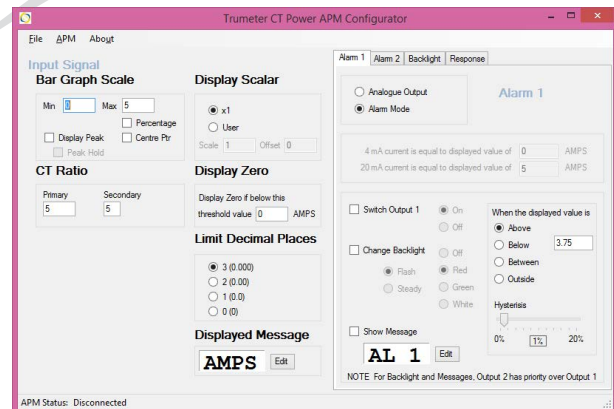 Trumeter CT Power APM Configurator
File APM About
Input Signal
Bar Graph Scale
Min 0 Max 5
Percentage
Display Peak Centre Ptr
Peak Hold
CT Ratio
Primary Secondary
5 5
Display Scalar
x1
User
Scale 1 Offset 0
Display Zero
Display Zero if below this
threshold value 0 AMPS
Limit Decimal Places
3 (0.000)
2 (0.00)
1 (0.0)
0 (0)
Displayed Message
AMPS Edit
Alarm 1 Alarm 2 Backlight Response
Analogue Output
Alarm Mode
Alarm 1
4 mA current is equal to displayed value of 0 AMPS
20 mA current is equal to displayed value of 5 AMPS
Switch Output 1 On
Off
Change Backlight Off
Flash Red
Steady Green
White
Show Message
AL 1 Edit
When the displayed value is
Above
Below 3.75
Between
Outside
Hysterisis
0% 1% 20%
NOTE For Backlight and Messages, Output 2 has priority over Output 1
APM Status: Disconnected